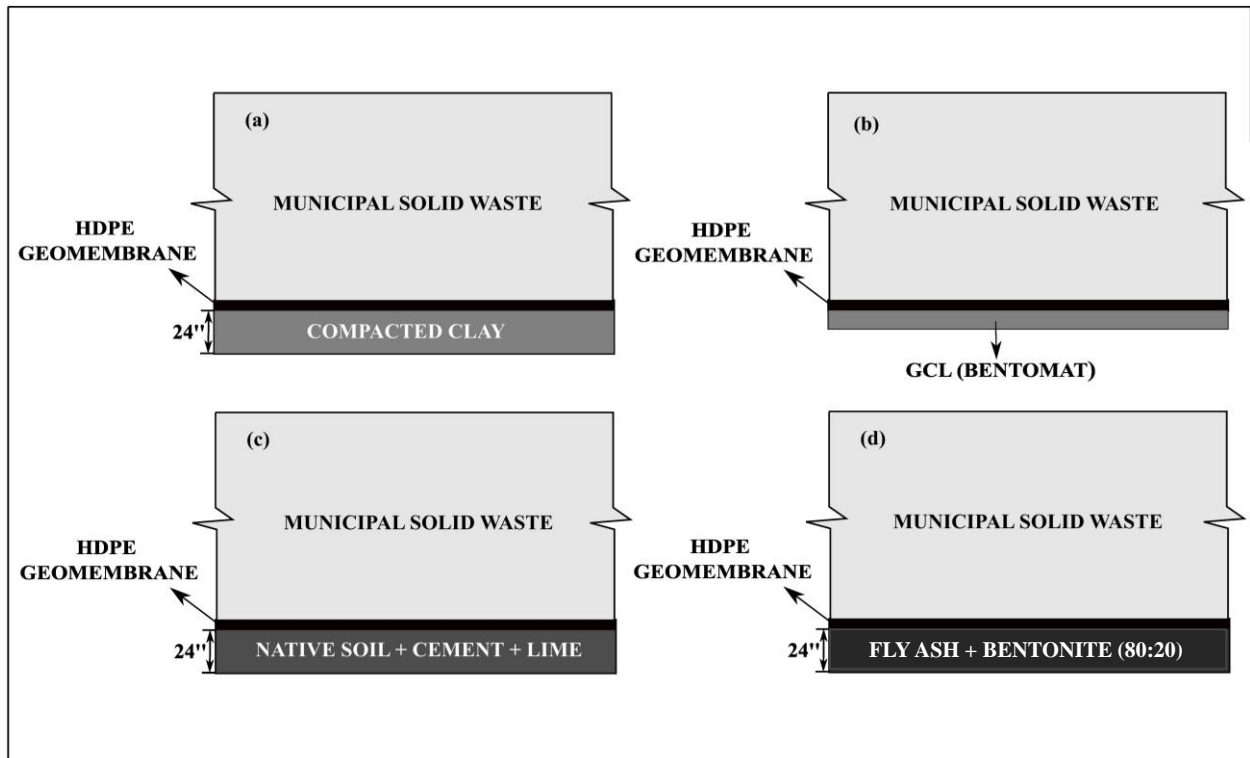 (a)
MUNICIPAL SOLID WASTE
HDPE
GEOMEMBRANE
24"
COMPACTED CLAY
(b)
MUNICIPAL SOLID WASTE
HDPE
GEOMEMBRANE
GCL (BENTOMAT)
(c)
MUNICIPAL SOLID WASTE
HDPE
GEOMEMBRANE
24"
NATIVE SOIL + CEMENT + LIME
(d)
MUNICIPAL SOLID WASTE
HDPE
GEOMEMBRANE
24"
FLY ASH + BENTONITE (80:20)